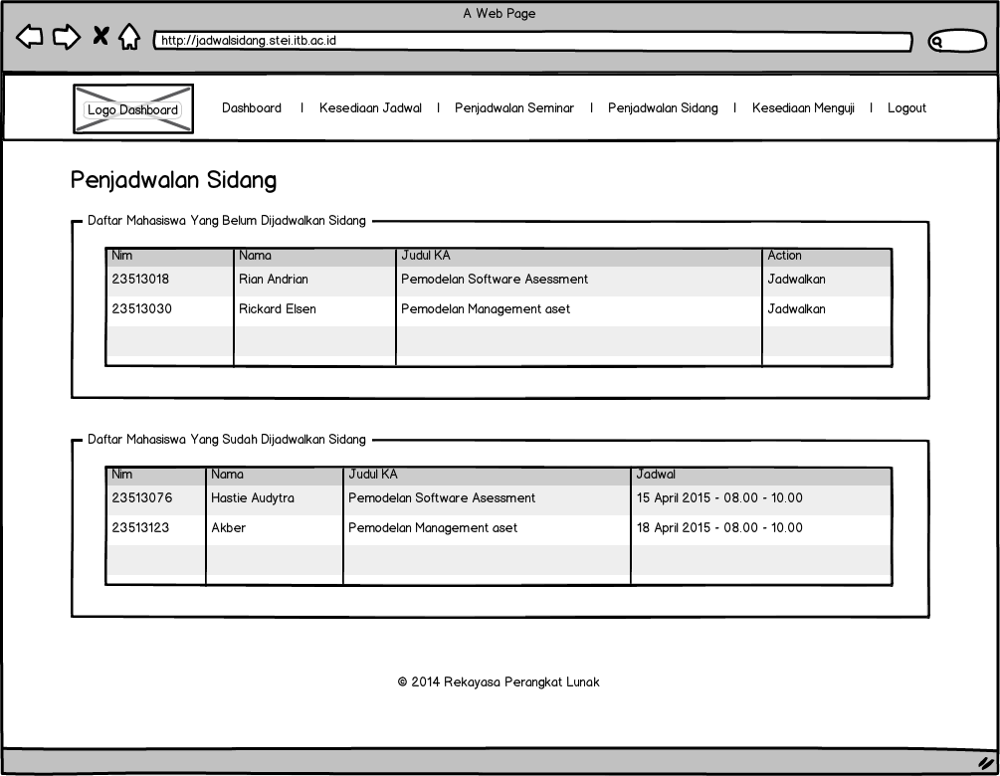 A Web Page
http://jadwalsidang.stei.itb.ac.id
Logo Dashboard
Dashboard | Kesediaan Jadwal | Penjadwalan Seminar | Penjadwalan Sidang | Kesediaan Menguji | Logout
Penjadwalan Sidang
Daftar Mahasiswa Yang Belum Dijadwalkan Sidang
Nim Nama Judul KA Action
23513018 Rian Andrian Pemodelan Software Asessment Jadwalkan
23513030 Rickard Elsen Pemodelan Management aset Jadwalkan
Daftar Mahasiswa Yang Sudah Dijadwalkan Sidang
Nim Nama Judul KA Jadwal
23513076 Hastie Audytra Pemodelan Software Asessment 15 April 2015 - 08.00 - 10.00
23513123 Akber Pemodelan Management aset 18 April 2015 - 08.00 - 10.00
© 2014 Rekayasa Perangkat Lunak